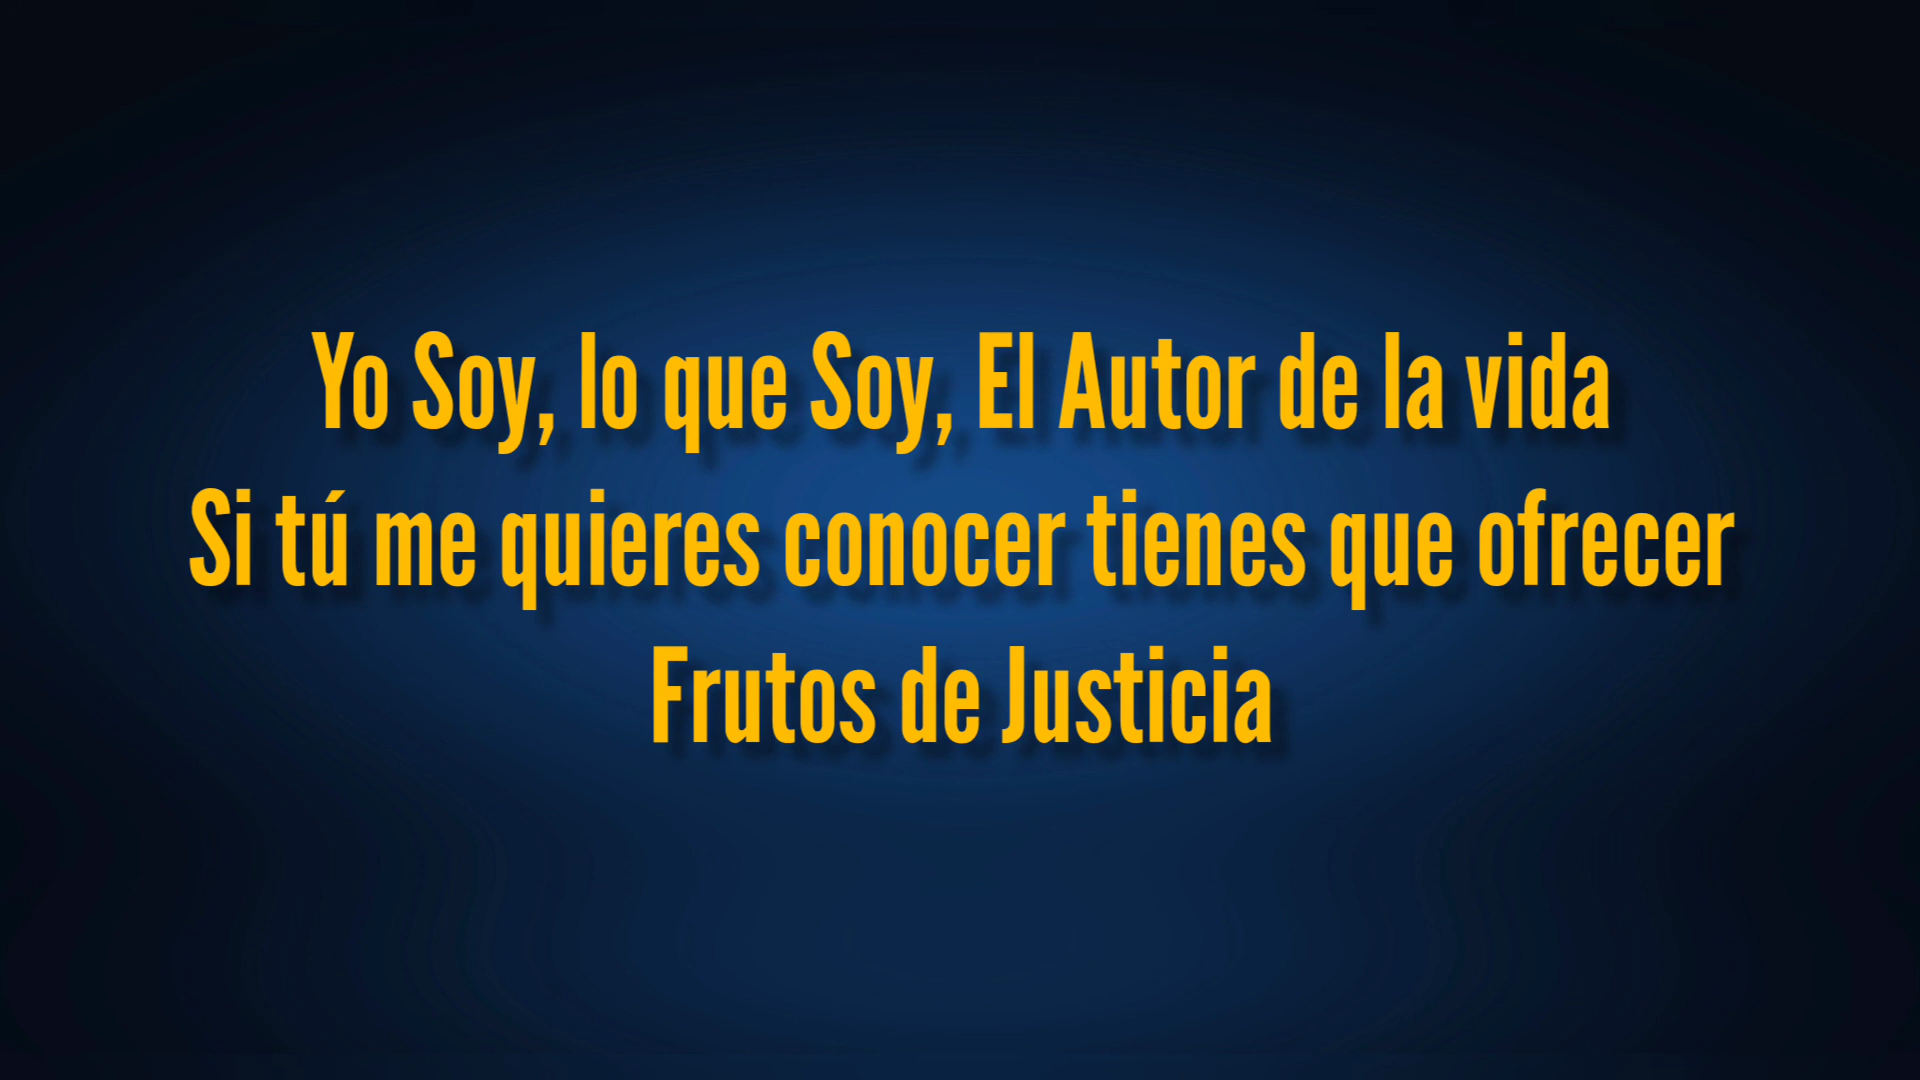 Yo Soy, lo que Soy, El Autor de la vida
Si tú me quieres conocer tienes que ofrecer
Frutos de Justicia